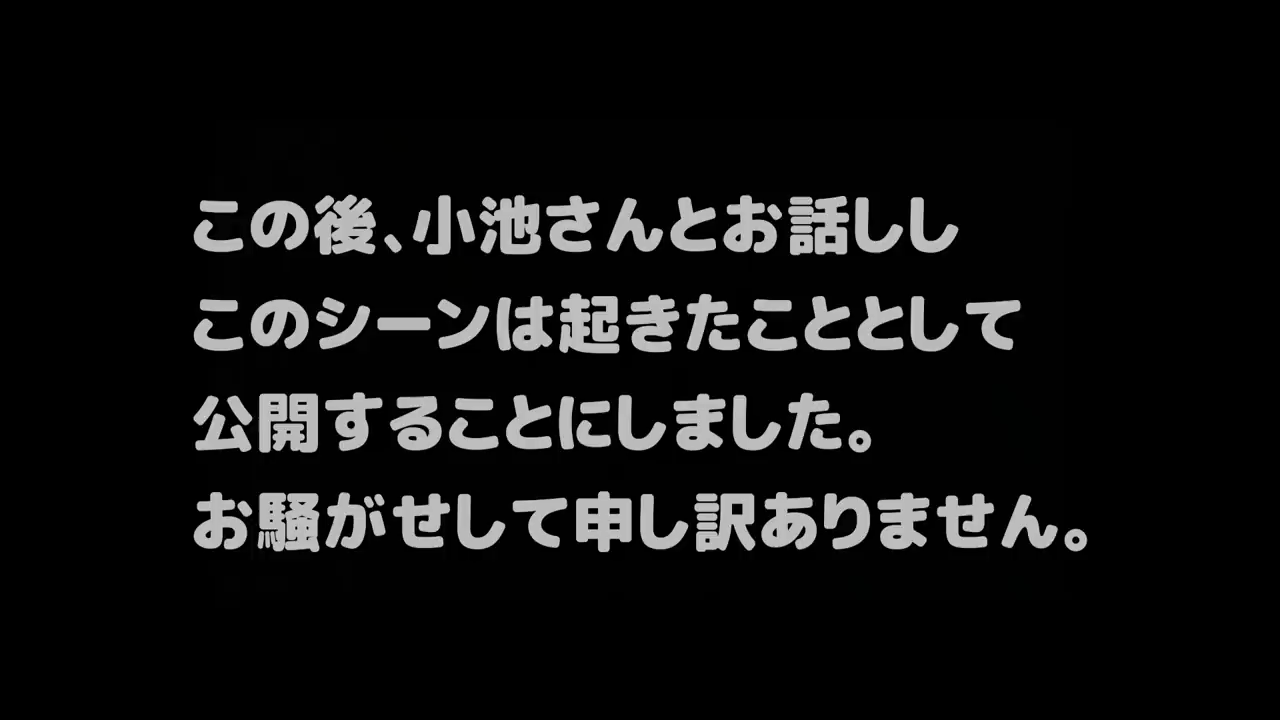 この後、小池さんとお話しし
このシーンは起きたこととして
公開することにしました。
お騒がせして申し訳ありません。